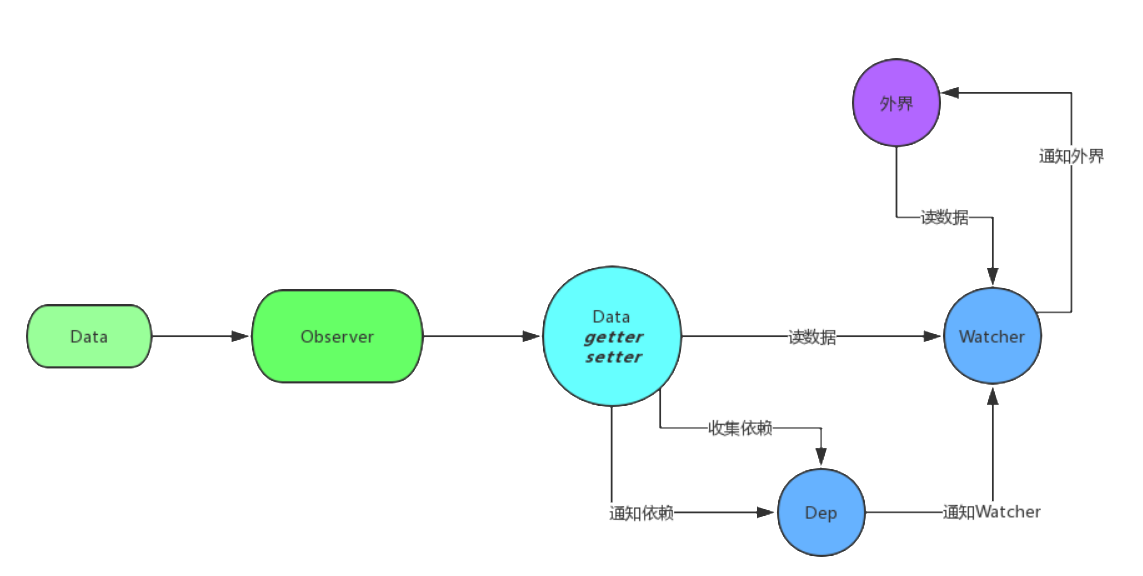 外界
通知外界
读数据
Data
Observer
Data
getter
setter
读数据
Watcher
收集依赖
通知依赖
Dep
通知Watcher